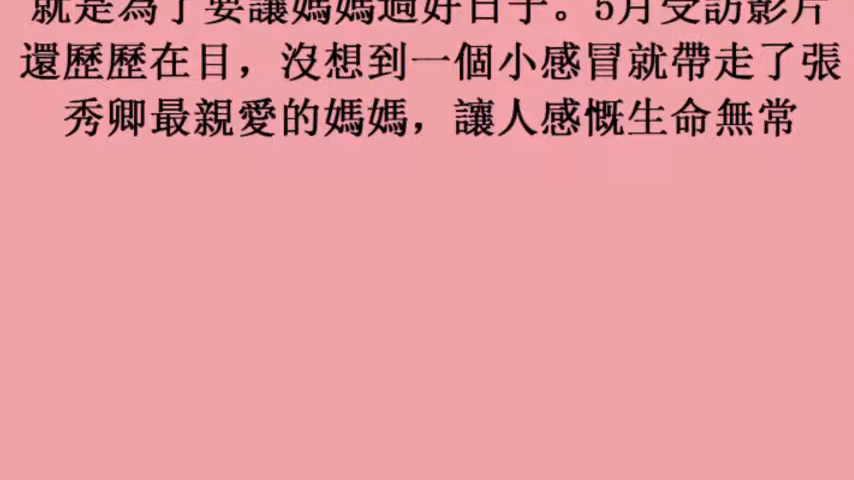 就是為了要讓媽媽過好日子。5月受訪影片
還歷歷在目，沒想到一個小感冒就帶走了張
秀卿最親愛的媽媽，讓人感慨生命無常